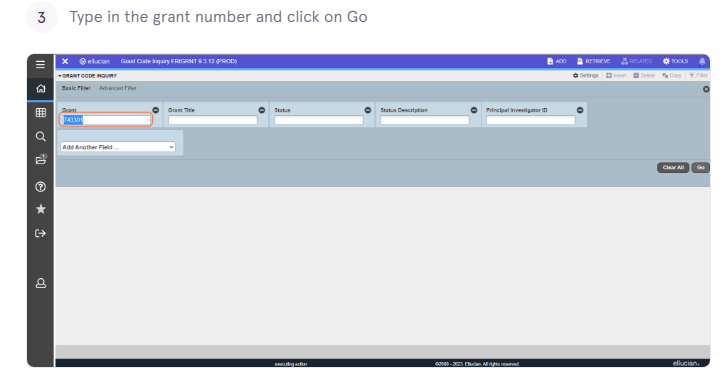 3 Type in the grant number and click on Go
× ellucian Grant Code Inquiry FRIGRNT 9.3.12 (PROD) ADD RETRIEVE RELATED TOOLS
GRANT CODE INQUIRY Settings Insert Delete Copy Filter
Basic Filter Advanced Filter
Grant Grant Title Status Status Description Principal Investigator ID
743301
Add Another Field ...
Clear All Go
executing action ©2000 - 2023 Ellucian. All rights reserved. ellucian.